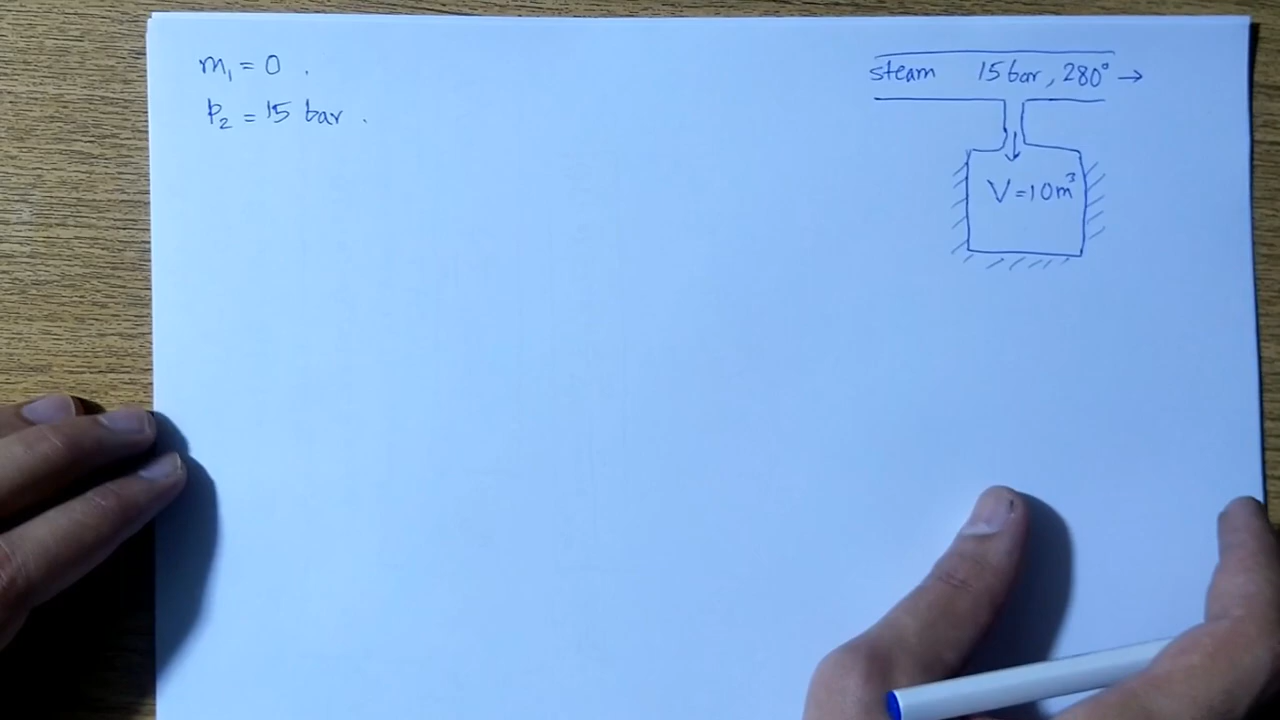 m₁ = 0 .
P₂ = 15 bar .
steam 15 bar, 280° →
V = 10 m³